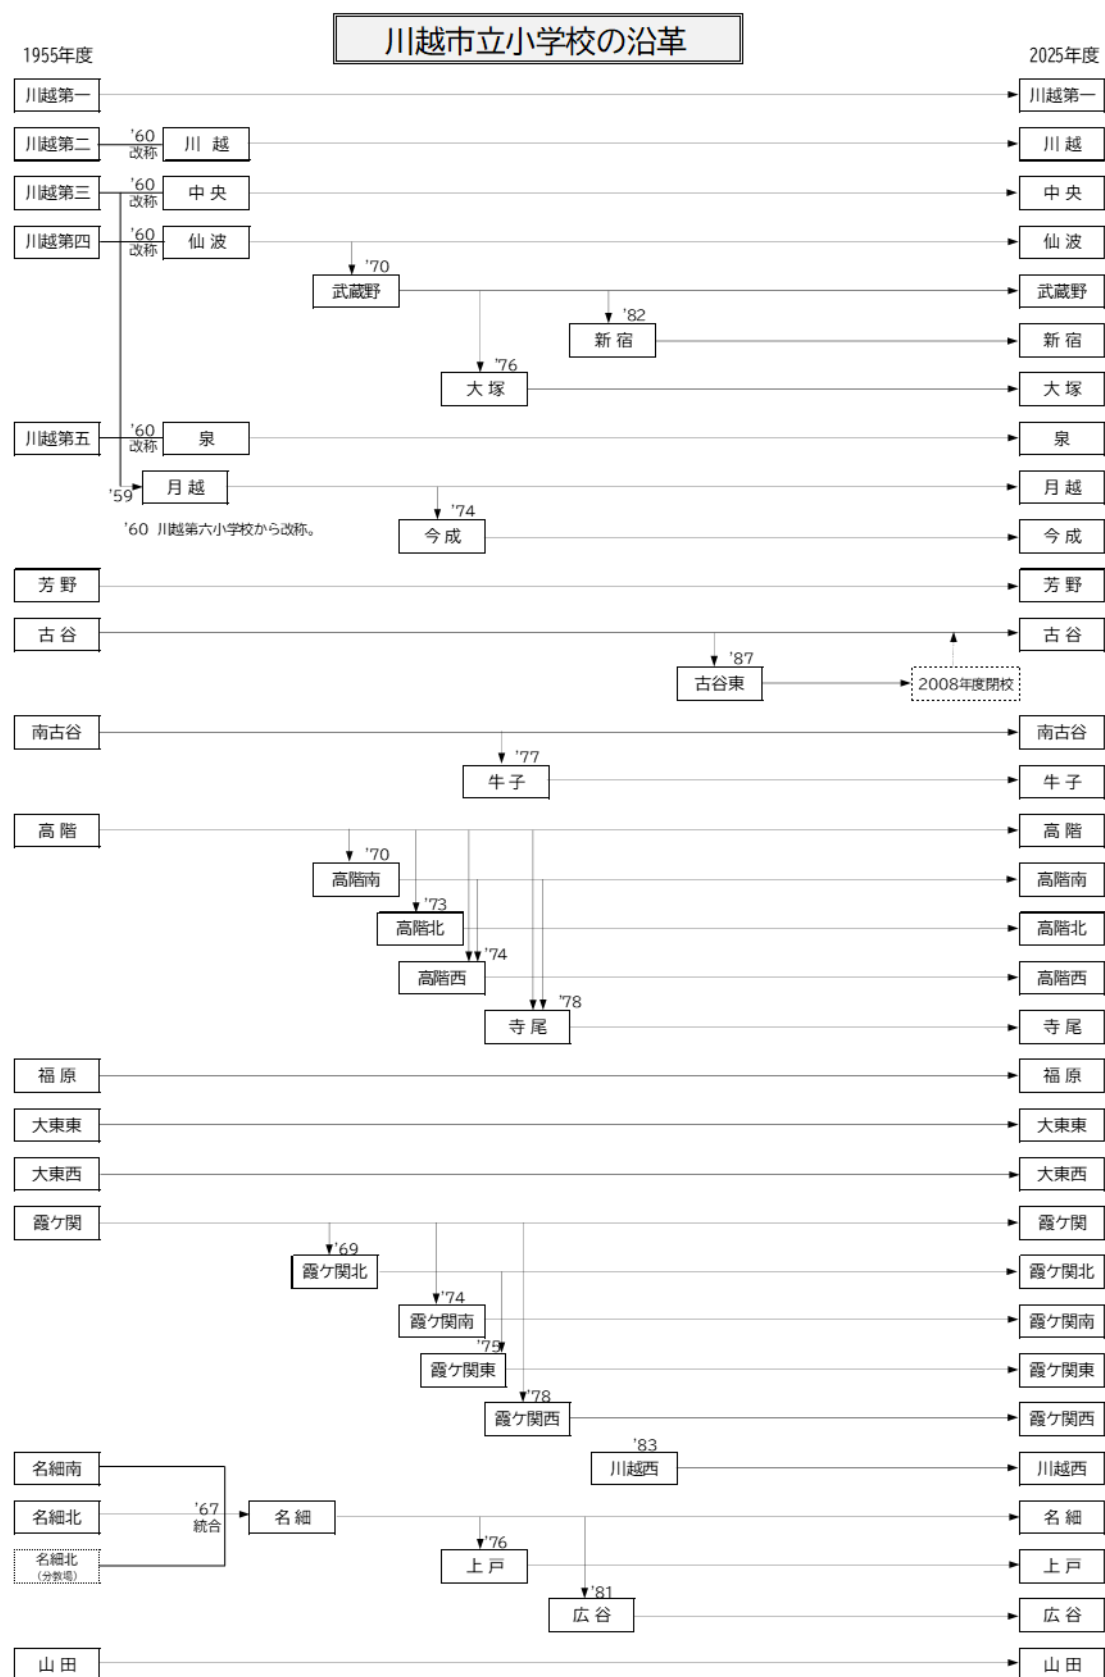 川越市立小学校の沿革
1955年度
2025年度
川越第一
川越第一
川越第二
'60
改称
川越
川越
川越第三
'60
改称
中央
中央
川越第四
'60
改称
仙波
仙波
'70
武蔵野
武蔵野
'82
新宿
新宿
'76
大塚
大塚
川越第五
'60
改称
泉
泉
'59
月越
月越
'60 川越第六小学校から改称。
'74
今成
今成
芳野
芳野
古谷
古谷
'87
古谷東
2008年度閉校
南古谷
南古谷
'77
牛子
牛子
高階
高階
'70
高階南
高階南
'73
高階北
高階北
'74
高階西
高階西
'78
寺尾
寺尾
福原
福原
大東東
大東東
大東西
大東西
霞ケ関
霞ケ関
'69
霞ケ関北
霞ケ関北
'74
霞ケ関南
霞ケ関南
'75
霞ケ関東
霞ケ関東
'78
霞ケ関西
霞ケ関西
'83
川越西
川越西
名細南
名細北
'67
統合
名細
名細
名細北
(分教場)
'76
上戸
上戸
'81
広谷
広谷
山田
山田